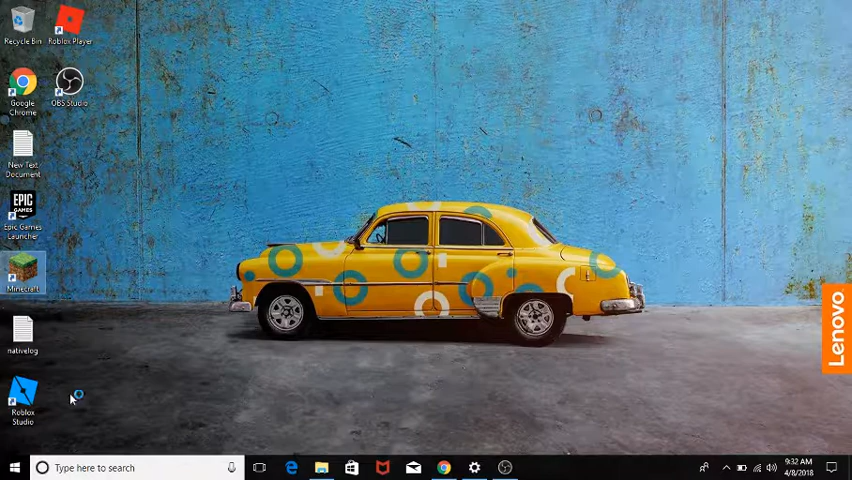 Recycle Bin
Roblox Player
Google
Chrome
OBS Studio
New Text
Document
EPIC
GAMES
Epic Games
Launcher
Minecraft
nativelog
Roblox
Studio
Lenovo
Type here to search
9:32 AM
4/8/2018